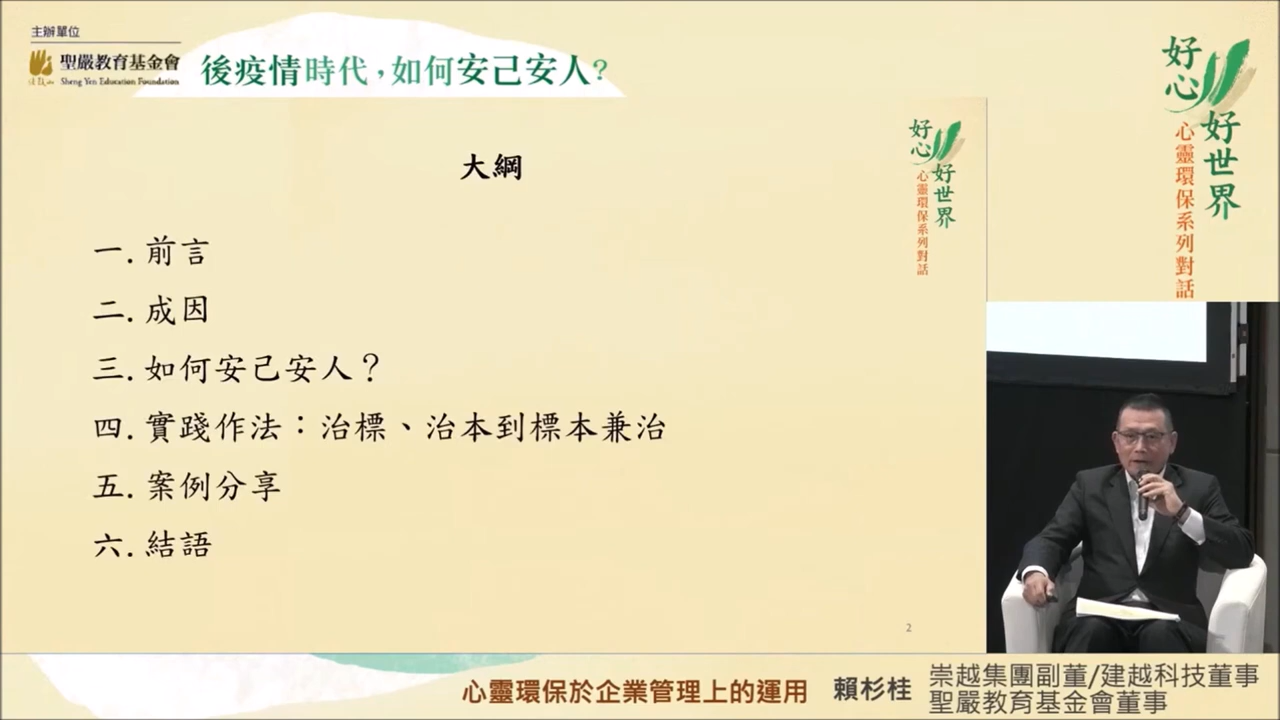 主辦單位
聖嚴教育基金會
Sheng Yen Education Foundation
後疫情時代，如何安己安人?
好心
好世界
心靈環保系列對話
大綱
好心
好世界
心靈環保系列對話
一. 前言
二. 成因
三. 如何安己安人？
四. 實踐作法：治標、治本到標本兼治
五. 案例分享
六. 結語
2
心靈環保於企業管理上的運用
賴杉桂
崇越集團副董/建越科技董事
聖嚴教育基金會董事